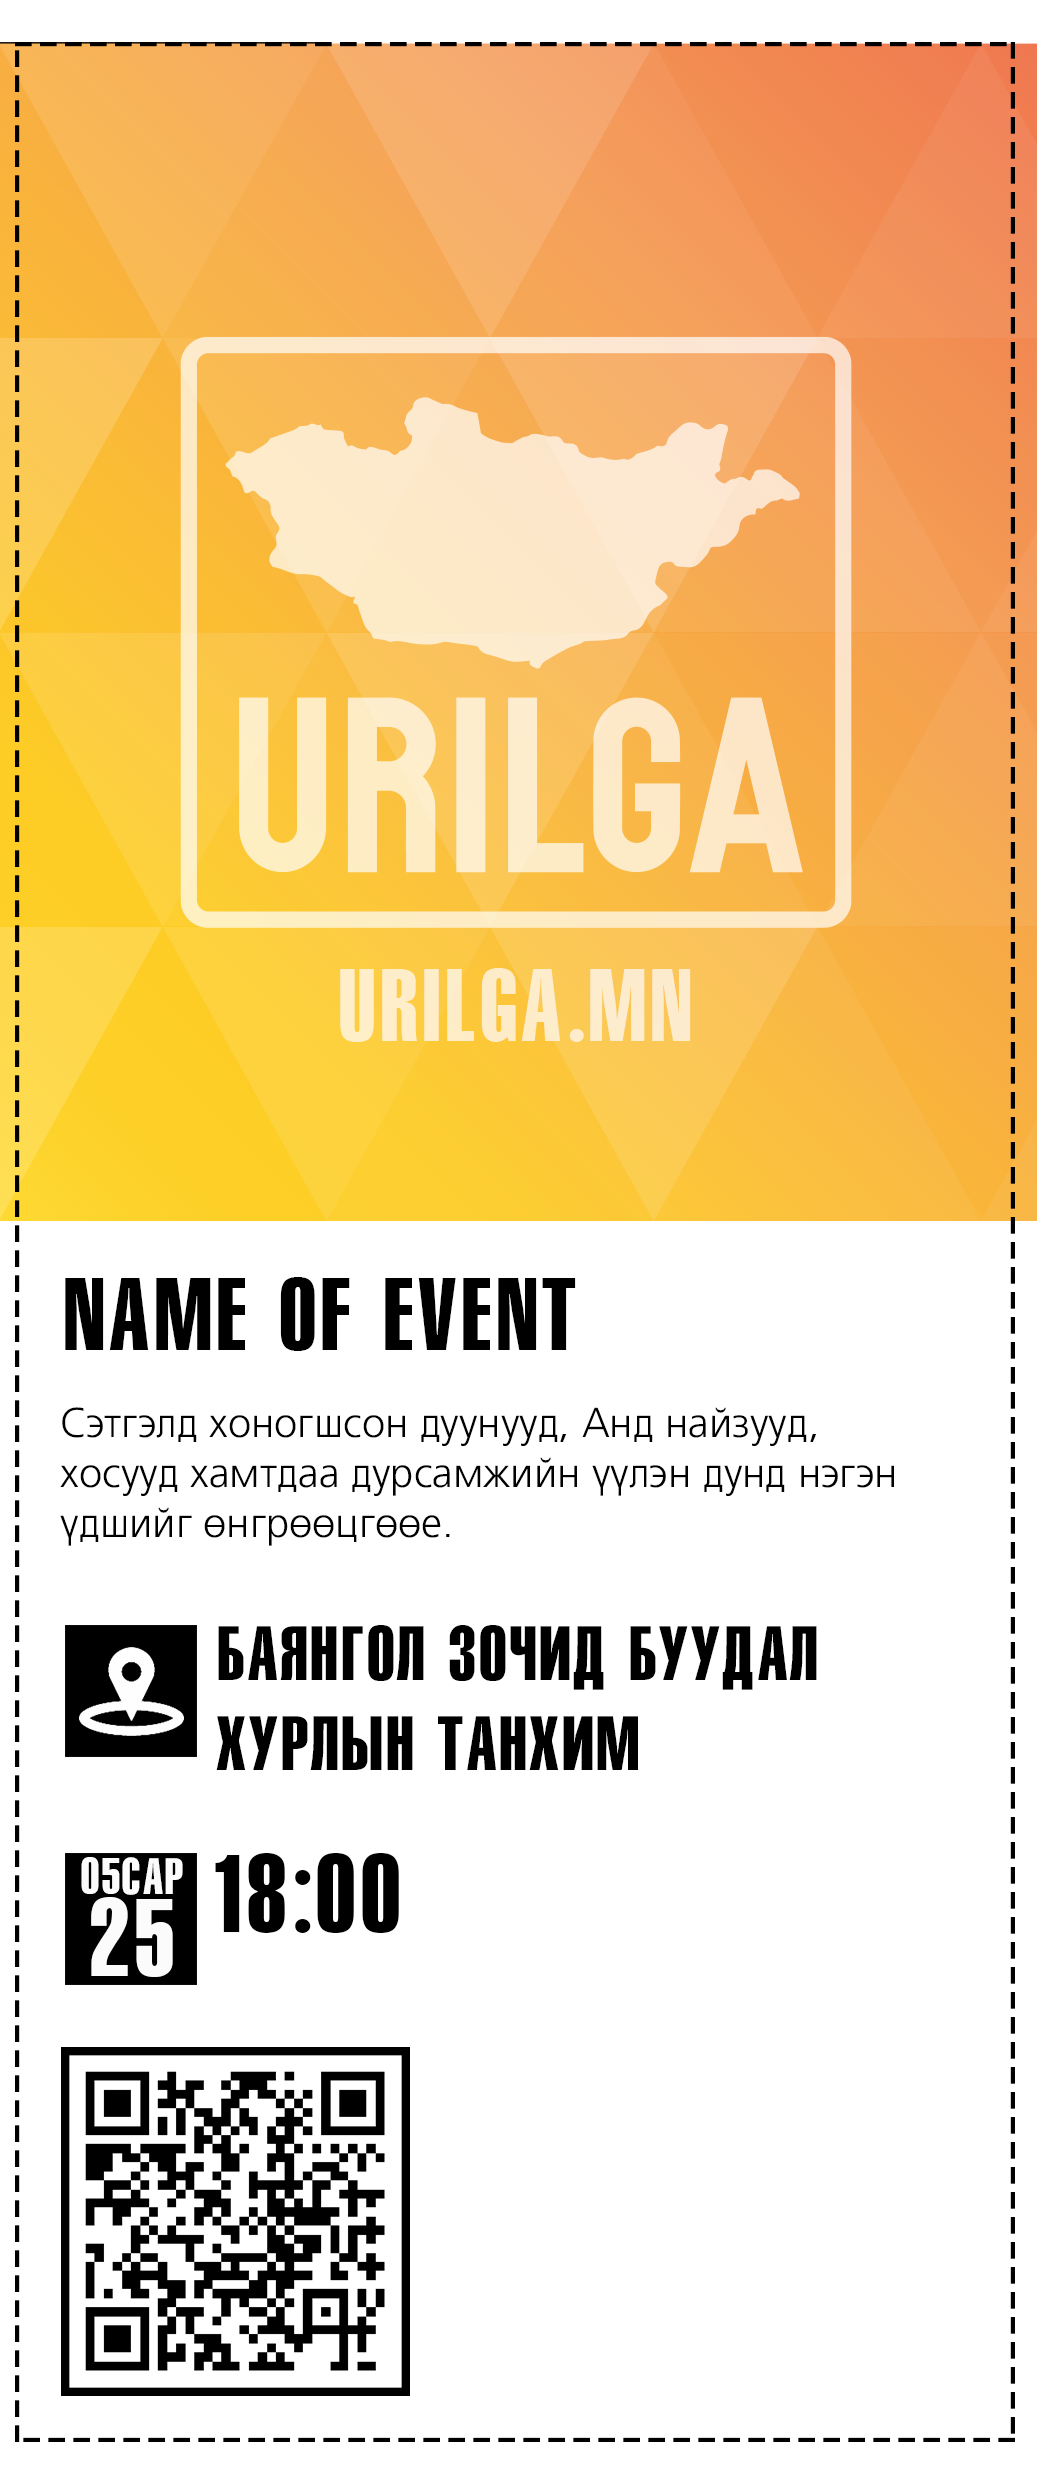 URILGA
URILGA.MN
NAME OF EVENT
Сэтгэлд хоногшсон дуунууд, Анд найзууд,
хосууд хамтдаа дурсамжийн үүлэн дунд нэгэн
үдшийг өнгрөөцгөөе.
БАЯНГОЛ ЗОЧИД БУУДАЛ
ХУРЛЫН ТАНХИМ
05САР
25
18:00